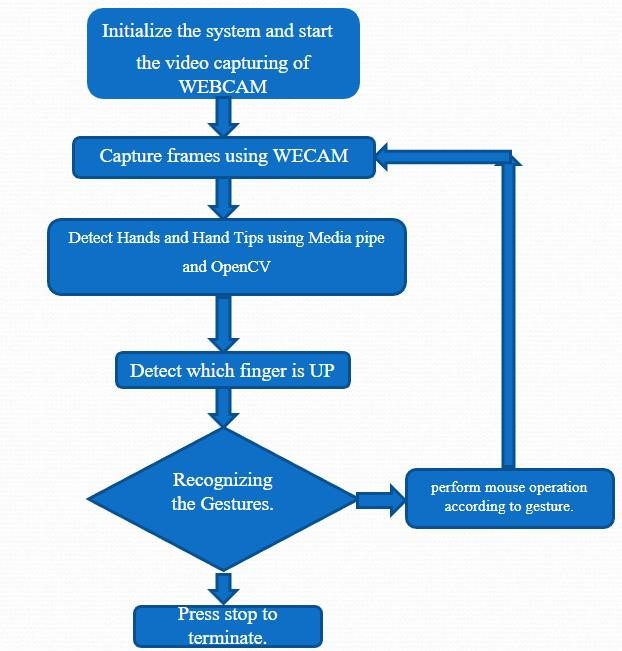 Initialize the system and start
the video capturing of
WEBCAM
Capture frames using WECAM
Detect Hands and Hand Tips using Media pipe
and OpenCV
Detect which finger is UP
Recognizing
the Gestures.
perform mouse operation
according to gesture.
Press stop to
terminate.